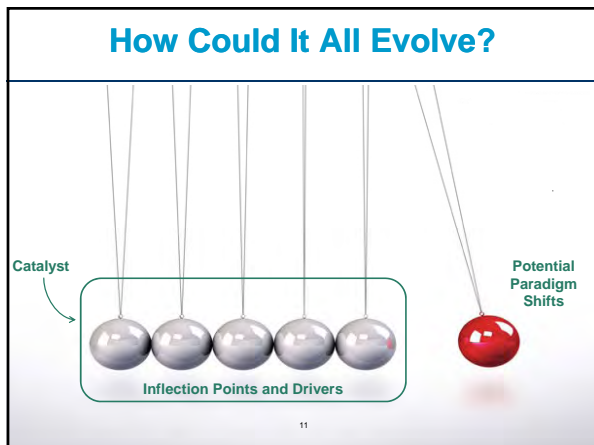 How Could It All Evolve?
Catalyst
Potential
Paradigm
Shifts
Inflection Points and Drivers
11